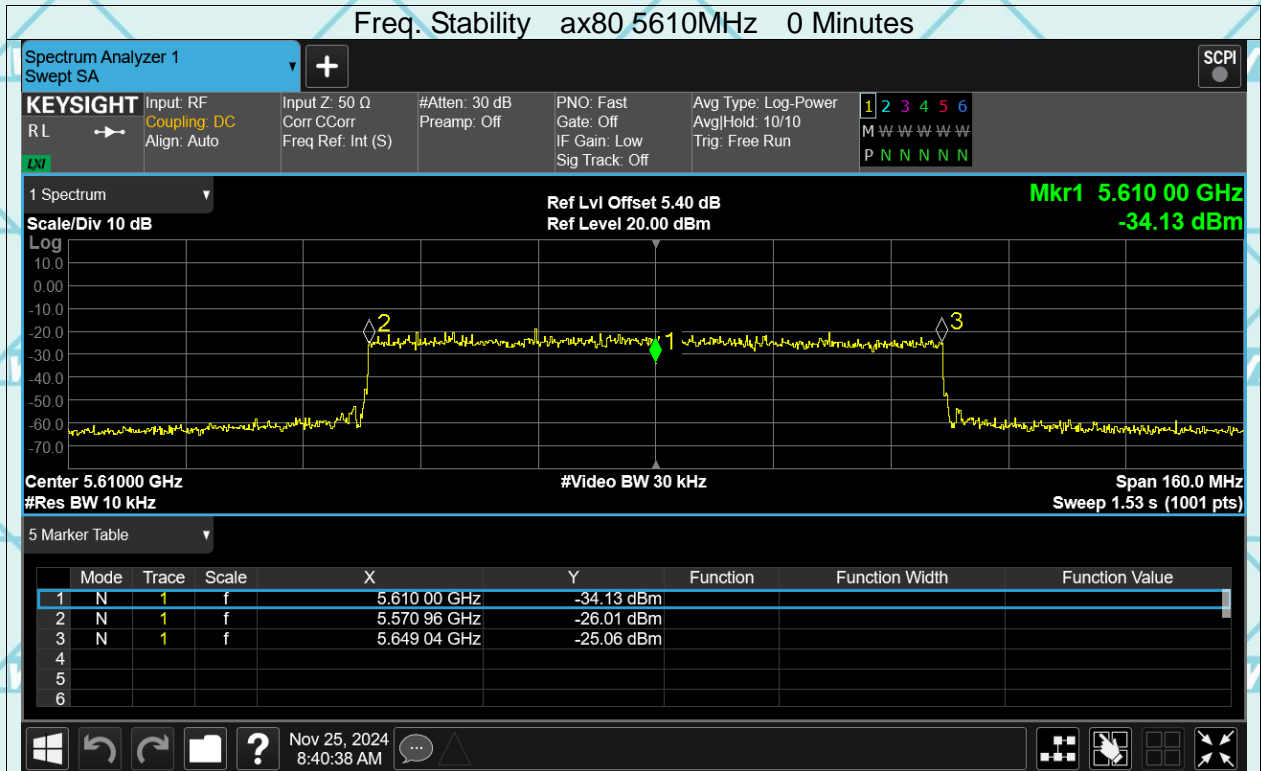 Freq. Stability ax80 5610MHz 0 Minutes
Spectrum Analyzer 1
Swept SA
+
SCPI
KEYSIGHT
R L
LXI
Input: RF
Coupling: DC
Align: Auto
Input Z: 50 Ω
Corr CCorr
Freq Ref: Int (S)
#Atten: 30 dB
Preamp: Off
PNO: Fast
Gate: Off
IF Gain: Low
Sig Track: Off
Avg Type: Log-Power
Avg|Hold: 10/10
Trig: Free Run
1 2 3 4 5 6
M W W W W W
P N N N N N
1 Spectrum
Scale/Div 10 dB
Ref Lvl Offset 5.40 dB
Ref Level 20.00 dBm
Mkr1 5.610 00 GHz
-34.13 dBm
Log
10.0
0.00
-10.0
-20.0
-30.0
-40.0
-50.0
-60.0
-70.0
2
1
3
Center 5.61000 GHz
#Video BW 30 kHz
Span 160.0 MHz
#Res BW 10 kHz
Sweep 1.53 s (1001 pts)
5 Marker Table
Mode Trace Scale X Y Function Function Width Function Value
1 N 1 f 5.610 00 GHz -34.13 dBm
2 N 1 f 5.570 96 GHz -26.01 dBm
3 N 1 f 5.649 04 GHz -25.06 dBm
4
5
6
?
Nov 25, 2024
8:40:38 AM